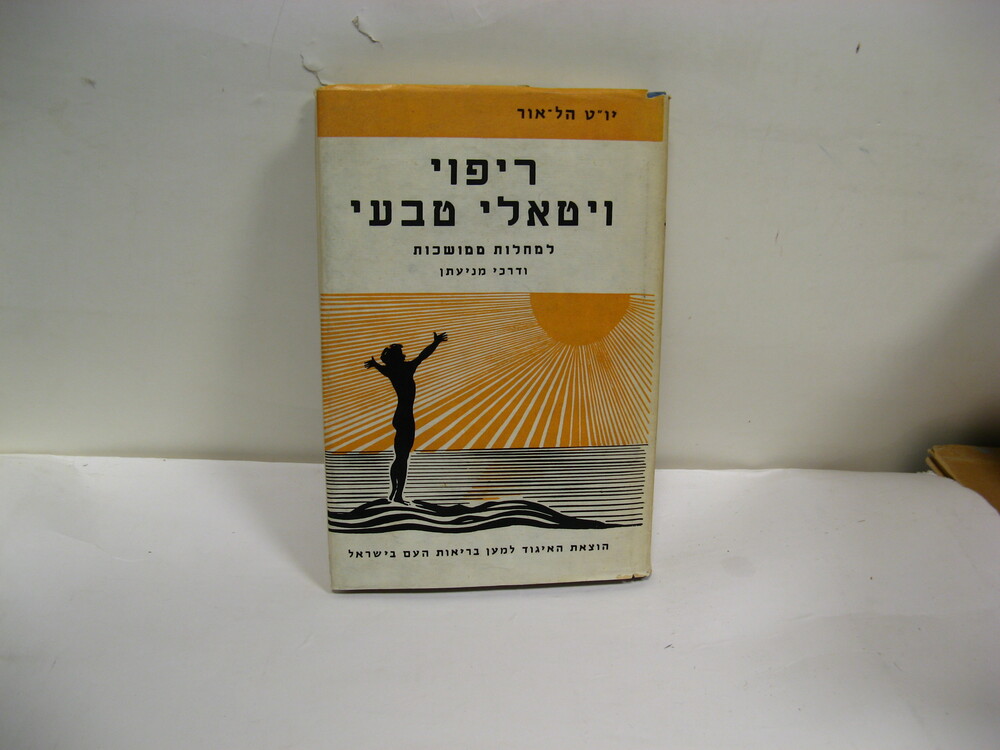 יו״ט הל־אור
ריפוי
ויטאלי טבעי
למחלות ממושכות
ודרכי מניעתן
הוצאת האיגוד למען בריאות העם בישראל